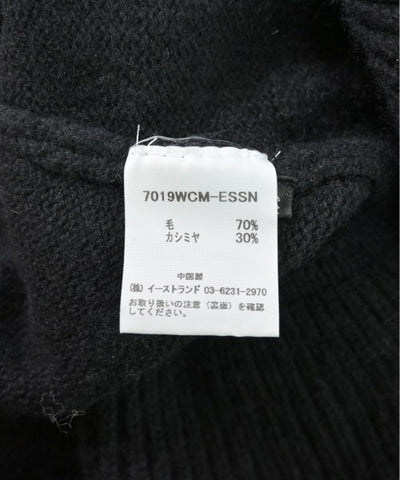 7019WCM-ESSN
毛 70%
カシミヤ 30%
中国製
(株) イーストランド 03-6231-2970
お取り扱いの注意(裏面)を確認
してください。